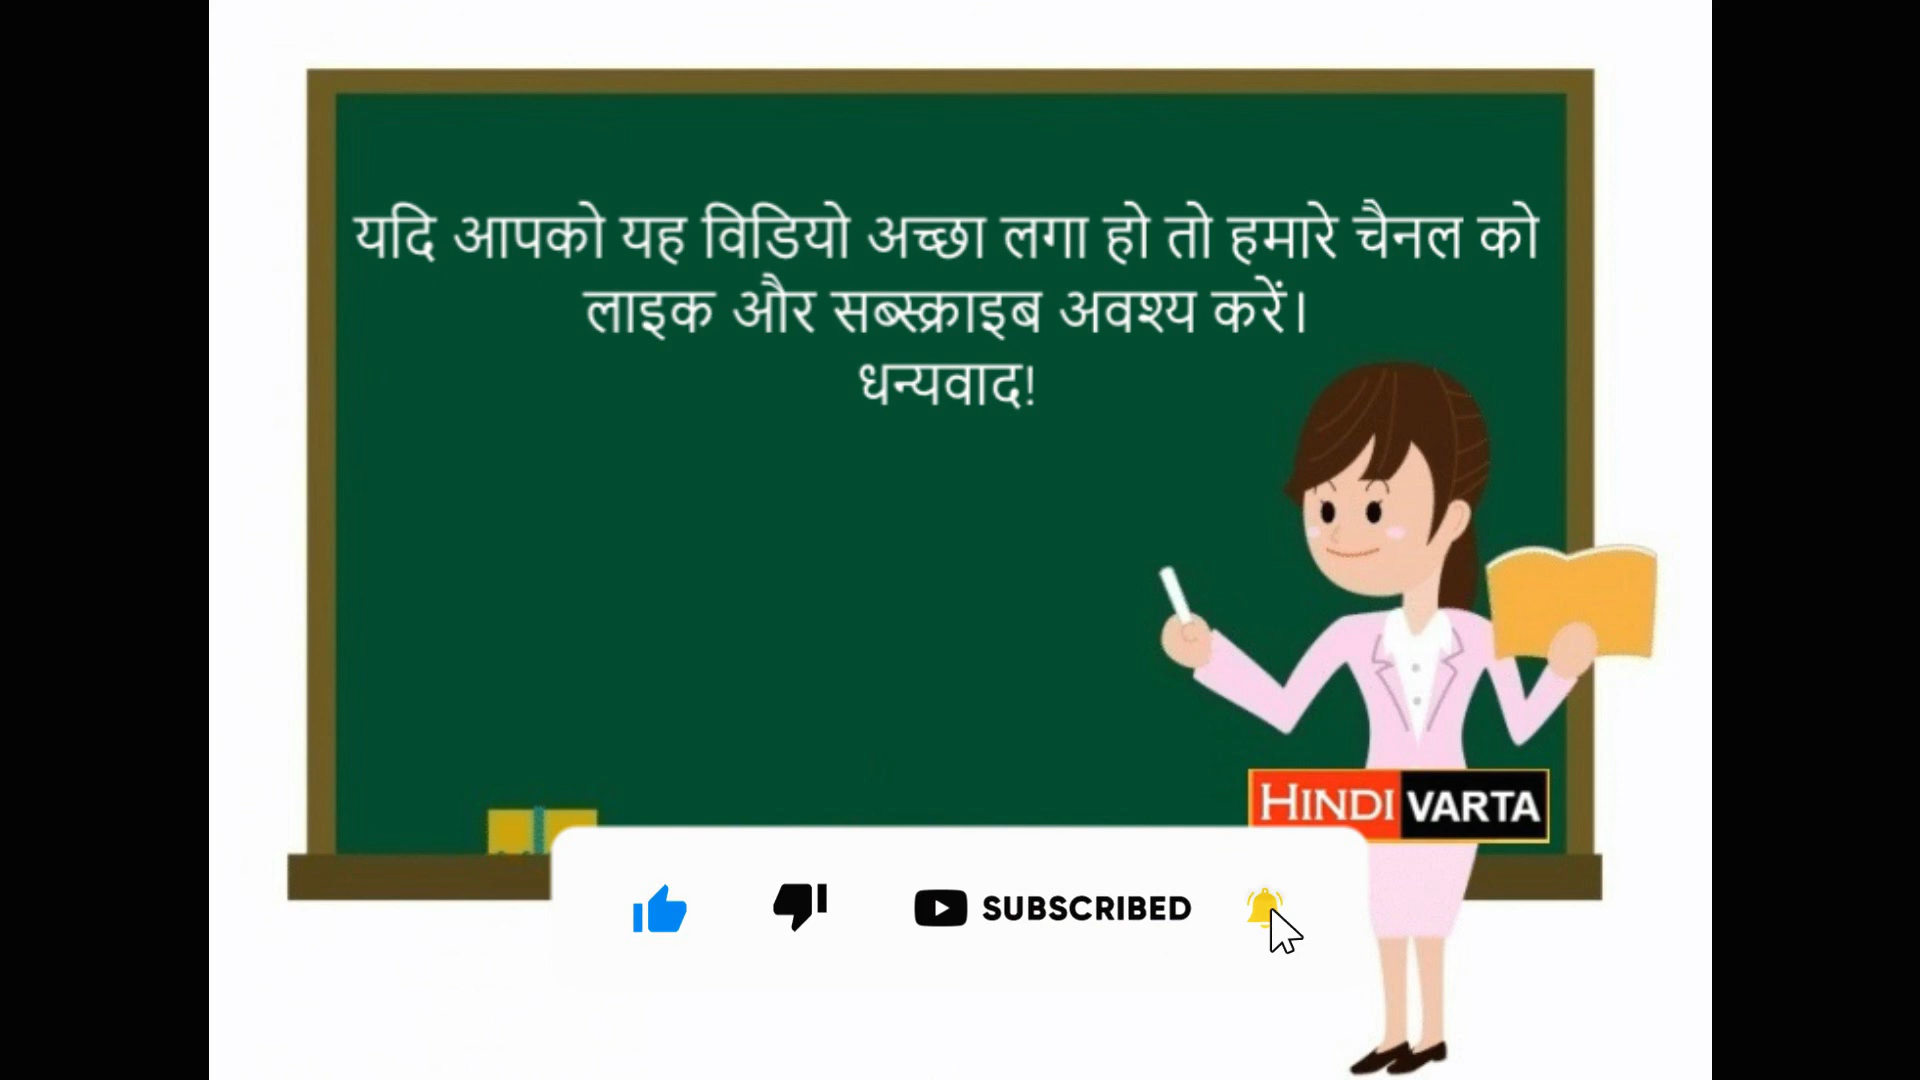 यदि आपको यह विडियो अच्छा लगा हो तो हमारे चैनल को
लाइक और सब्स्क्राइब अवश्य करें।
धन्यवाद!
HINDI VARTA
SUBSCRIBED